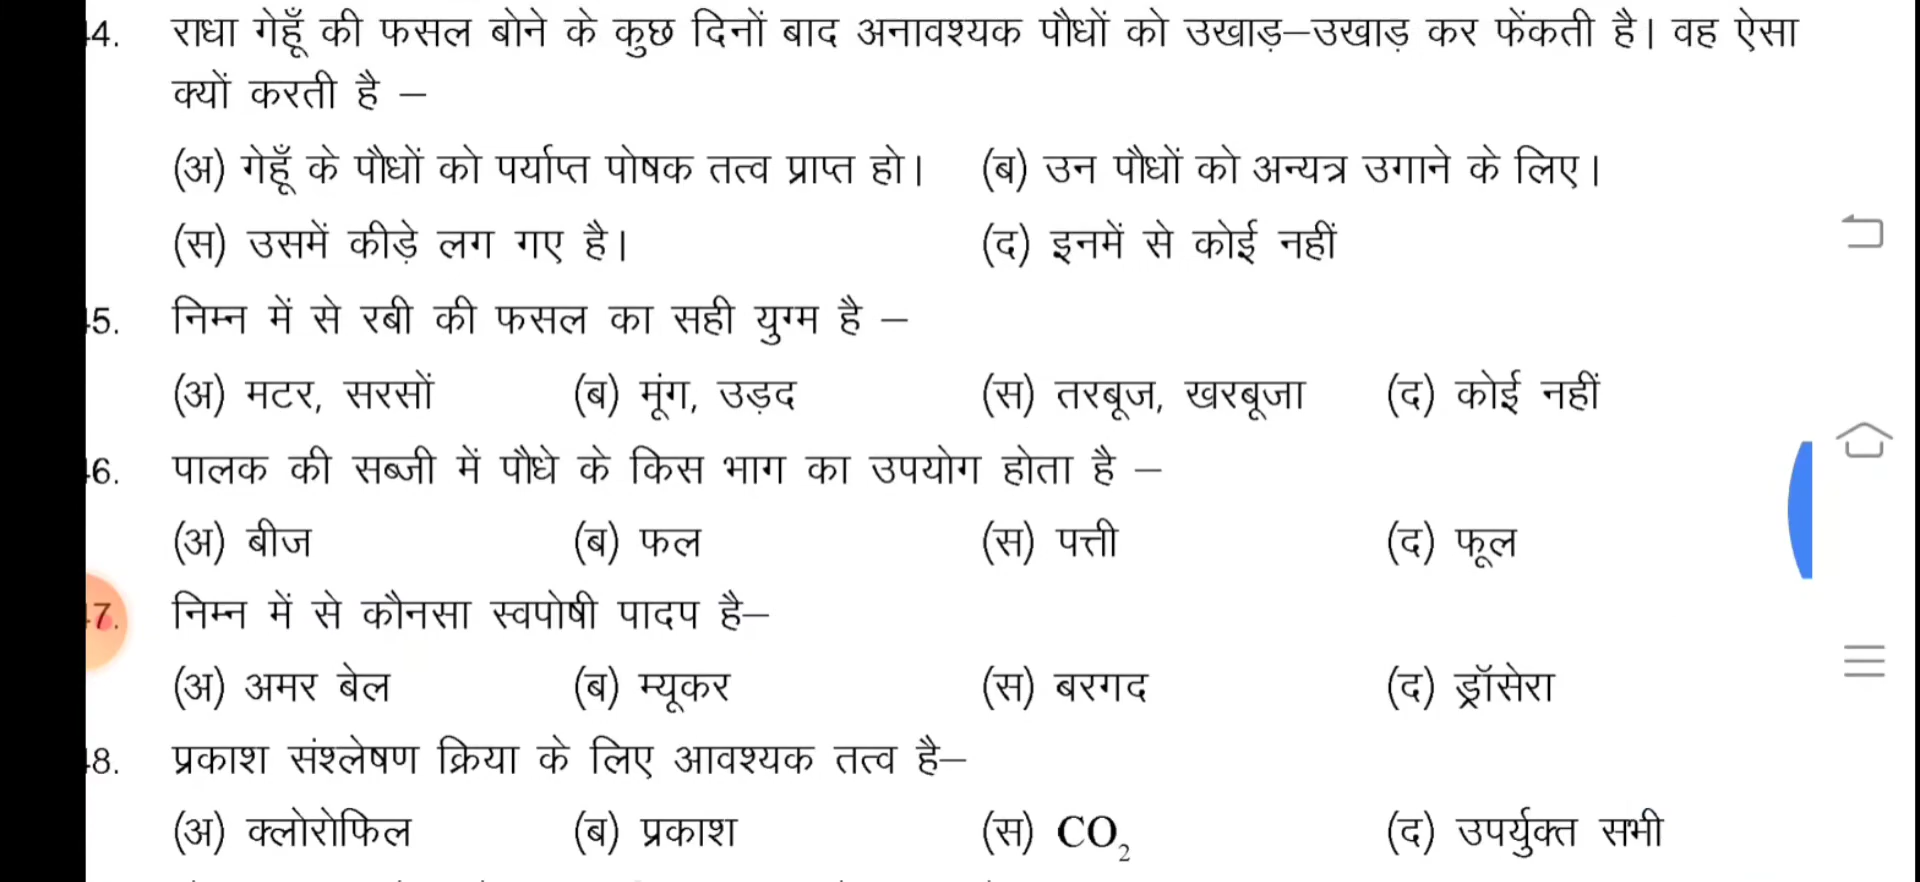 4. राधा गेहूँ की फसल बोने के कुछ दिनों बाद अनावश्यक पौधों को उखाड़–उखाड़ कर फेंकती है। वह ऐसा
क्यों करती है –
(अ) गेहूँ के पौधों को पर्याप्त पोषक तत्व प्राप्त हो। (ब) उन पौधों को अन्यत्र उगाने के लिए।
(स) उसमें कीड़े लग गए है। (द) इनमें से कोई नहीं
5. निम्न में से रबी की फसल का सही युग्म है –
(अ) मटर, सरसों (ब) मूंग, उड़द (स) तरबूज, खरबूजा (द) कोई नहीं
6. पालक की सब्जी में पौधे के किस भाग का उपयोग होता है –
(अ) बीज (ब) फल (स) पत्ती (द) फूल
7. निम्न में से कौनसा स्वपोषी पादप है–
(अ) अमर बेल (ब) म्यूकर (स) बरगद (द) ड्रॉसेरा
8. प्रकाश संश्लेषण क्रिया के लिए आवश्यक तत्व है–
(अ) क्लोरोफिल (ब) प्रकाश (स) CO₂ (द) उपर्युक्त सभी